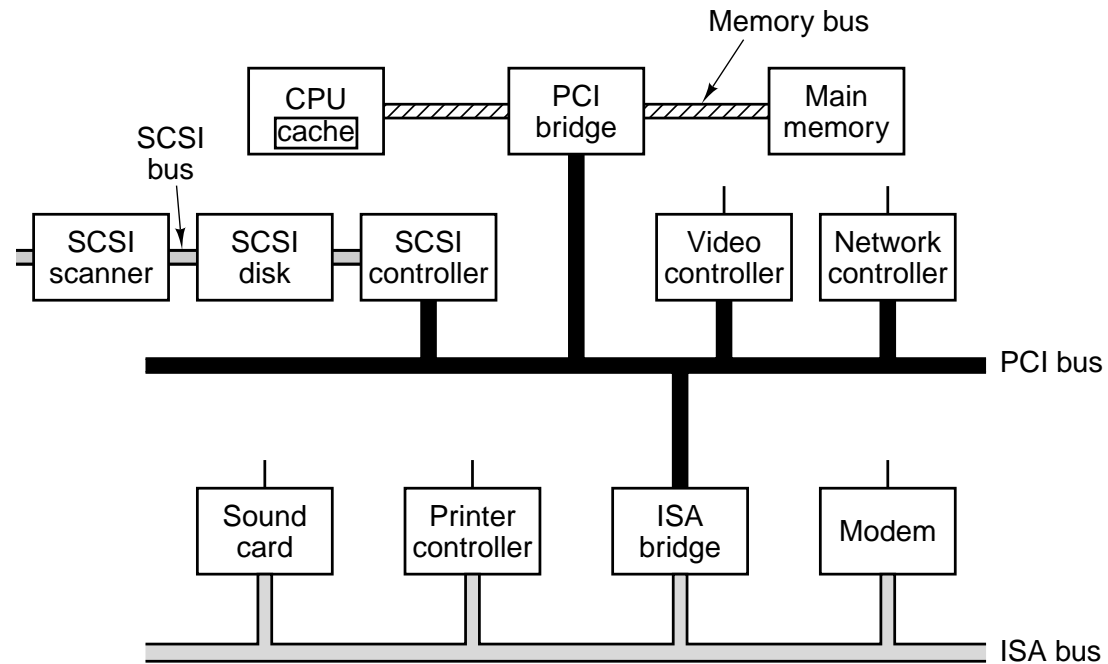 Memory bus
CPU
cache
PCI
bridge
Main
memory
SCSI
bus
SCSI
scanner
SCSI
disk
SCSI
controller
Video
controller
Network
controller
PCI bus
Sound
card
Printer
controller
ISA
bridge
Modem
ISA bus